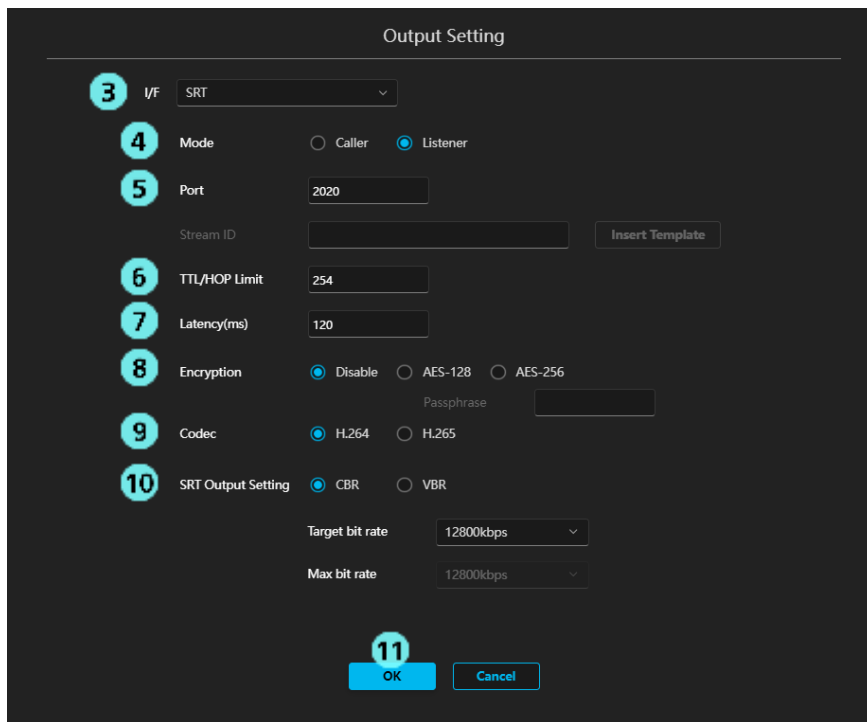 Output Setting
3 I/F SRT
4 Mode Caller Listener
5 Port 2020
Stream ID Insert Template
6 TTL/HOP Limit 254
7 Latency(ms) 120
8 Encryption Disable AES-128 AES-256
Passphrase
9 Codec H.264 H.265
10 SRT Output Setting CBR VBR
Target bit rate 12800kbps
Max bit rate 12800kbps
11
OK Cancel